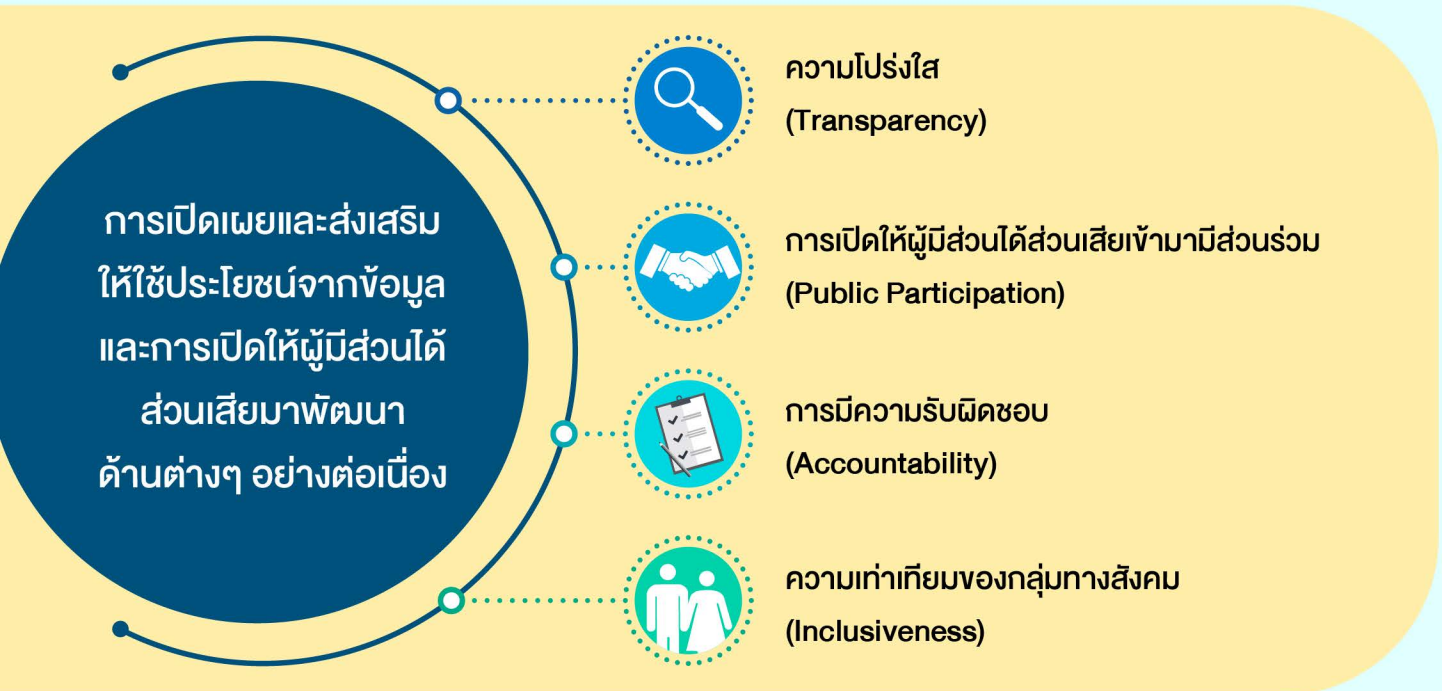 การเปิดเผยและส่งเสริม
ให้ใช้ประโยชน์จากข้อมูล
และการเปิดให้ผู้มีส่วนได้
ส่วนเสียมาพัฒนา
ด้านต่างๆ อย่างต่อเนื่อง
ความโปร่งใส
(Transparency)
การเปิดให้ผู้มีส่วนได้ส่วนเสียเข้ามามีส่วนร่วม
(Public Participation)
การมีความรับผิดชอบ
(Accountability)
ความเท่าเทียมของกลุ่มทางสังคม
(Inclusiveness)